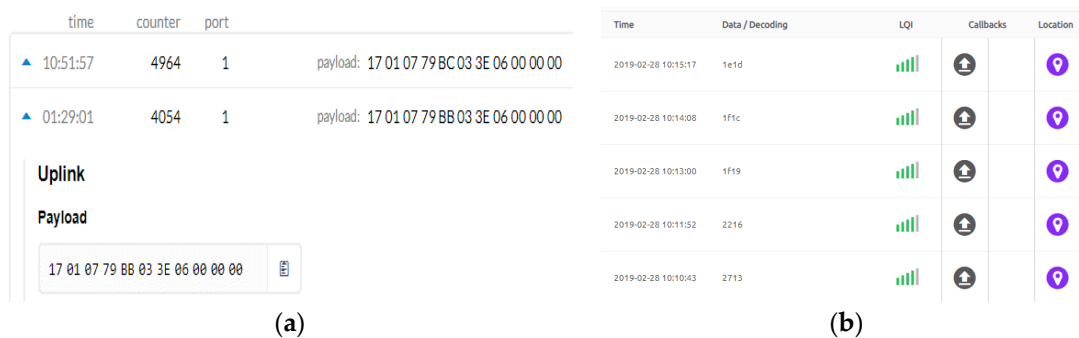 time counter port
10:51:57 4964 1 payload: 17 01 07 79 BC 03 3E 06 00 00 00
01:29:01 4054 1 payload: 17 01 07 79 BB 03 3E 06 00 00 00
Uplink
Payload
17 01 07 79 BB 03 3E 06 00 00 00
(a)
Time Data / Decoding LQI Callbacks Location
2019-02-28 10:15:17 1e1d
2019-02-28 10:14:08 1f1c
2019-02-28 10:13:00 1f19
2019-02-28 10:11:52 2216
2019-02-28 10:10:43 2713
(b)